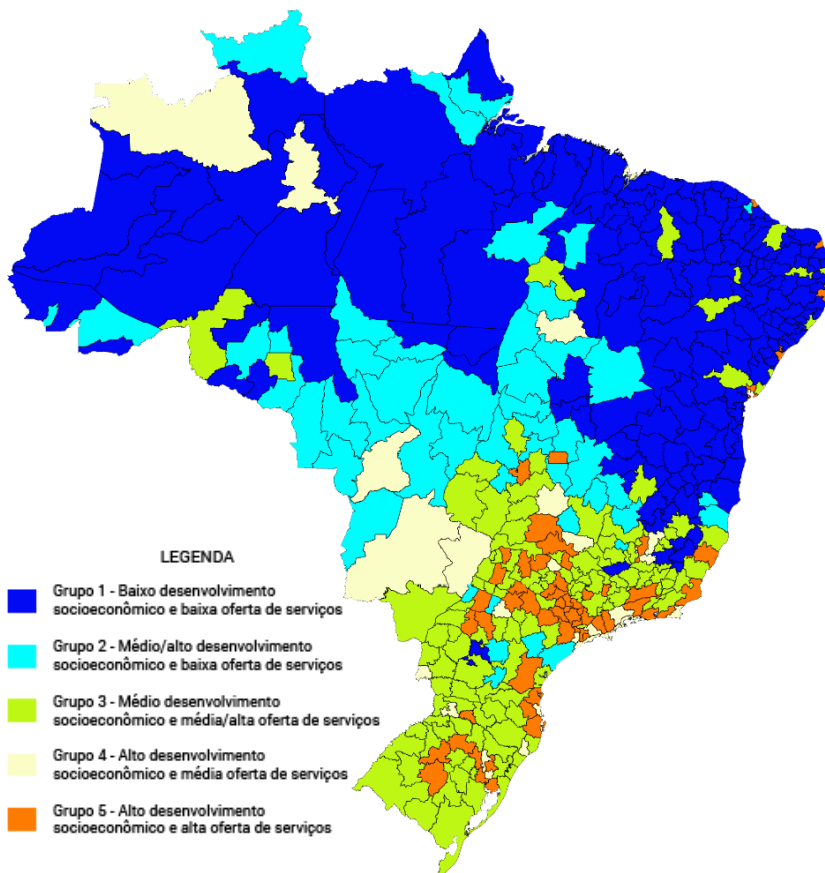 LEGENDA
Grupo 1 - Baixo desenvolvimento
socioeconômico e baixa oferta de serviços
Grupo 2 - Médio/alto desenvolvimento
socioeconômico e baixa oferta de serviços
Grupo 3 - Médio desenvolvimento
socioeconômico e média/alta oferta de serviços
Grupo 4 - Alto desenvolvimento
socioeconômico e média oferta de serviços
Grupo 5 - Alto desenvolvimento
socioeconômico e alta oferta de serviços